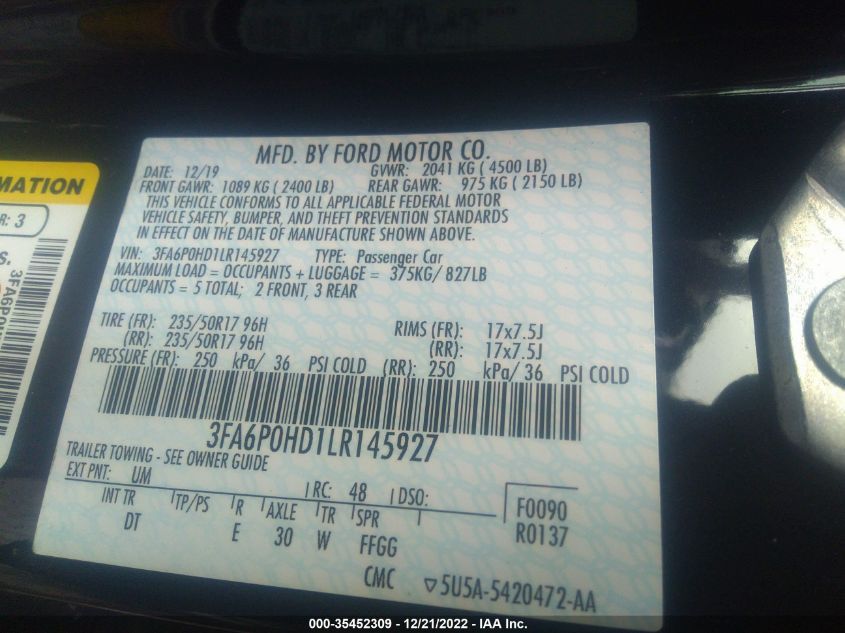 MATION
R: 3
S.
3FA6P0H
MFD. BY FORD MOTOR CO.
DATE: 12/19 GVWR: 2041 KG ( 4500 LB)
FRONT GAWR: 1089 KG ( 2400 LB) REAR GAWR: 975 KG ( 2150 LB)
THIS VEHICLE CONFORMS TO ALL APPLICABLE FEDERAL MOTOR
VEHICLE SAFETY, BUMPER, AND THEFT PREVENTION STANDARDS
IN EFFECT ON THE DATE OF MANUFACTURE SHOWN ABOVE.
VIN: 3FA6P0HD1LR145927 TYPE: Passenger Car
MAXIMUM LOAD = OCCUPANTS + LUGGAGE = 375KG/ 827LB
OCCUPANTS = 5 TOTAL; 2 FRONT, 3 REAR
TIRE (FR): 235/50R17 96H RIMS (FR): 17x7.5J
(RR): 235/50R17 96H (RR): 17x7.5J
PRESSURE (FR): 250 kPa/ 36 PSI COLD (RR): 250 kPa/ 36 PSI COLD
3FA6P0HD1LR145927
TRAILER TOWING - SEE OWNER GUIDE
EXT PNT: UM RC: 48 DSO: F0090
INT TR TP/PS R AXLE TR SPR R0137
DT E 30 W FFGG
CMC ▽5U5A-5420472-AA
000-35452309 - 12/21/2022 - IAA Inc.